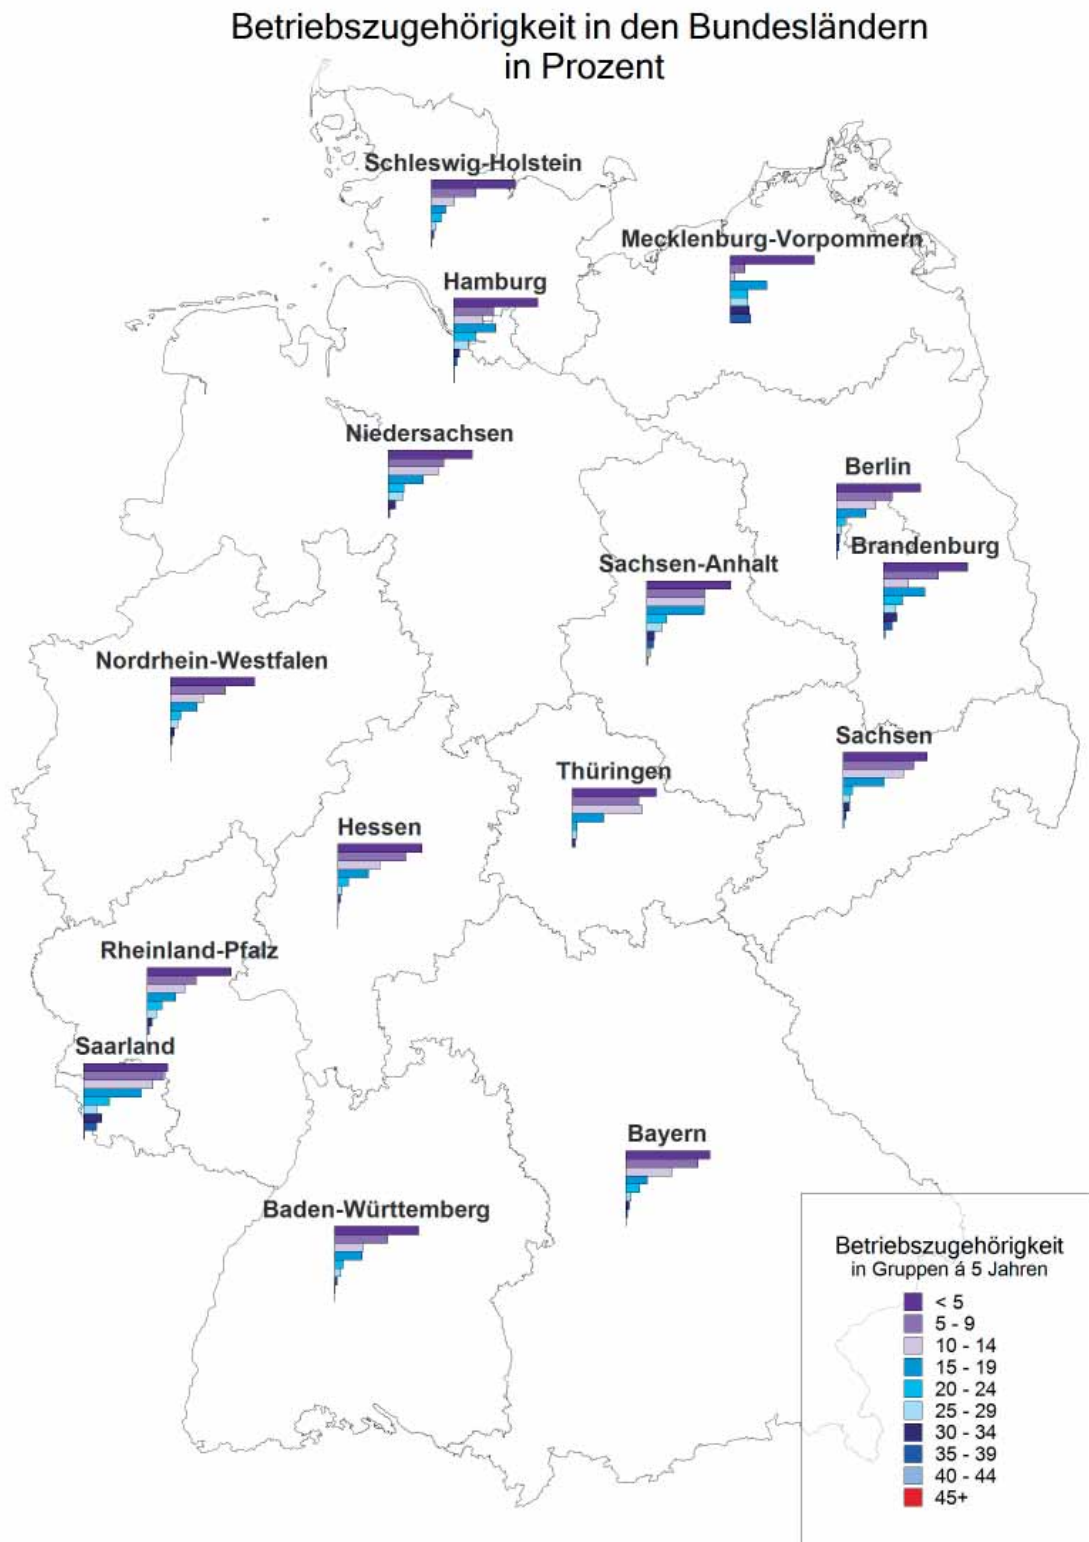 Betriebszugehörigkeit in den Bundesländern
in Prozent
Schleswig-Holstein
Mecklenburg-Vorpommern
Hamburg
Niedersachsen
Berlin
Brandenburg
Sachsen-Anhalt
Nordrhein-Westfalen
Sachsen
Thüringen
Hessen
Rheinland-Pfalz
Saarland
Bayern
Baden-Württemberg
Betriebszugehörigkeit
in Gruppen á 5 Jahren
< 5
5 - 9
10 - 14
15 - 19
20 - 24
25 - 29
30 - 34
35 - 39
40 - 44
45+